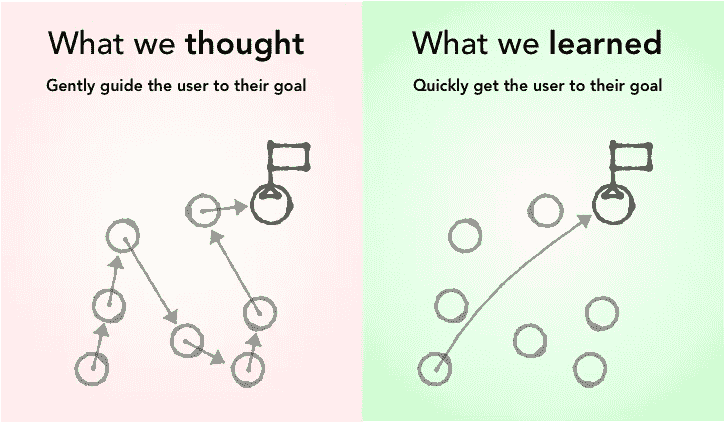 What we thought
Gently guide the user to their goal
What we learned
Quickly get the user to their goal